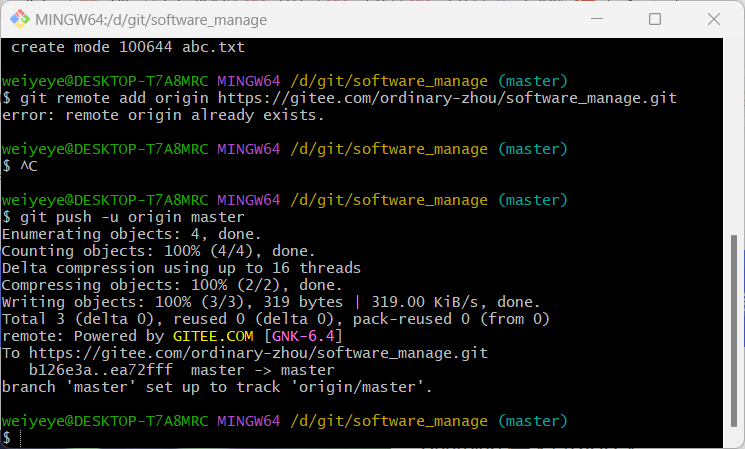 MINGW64:/d/git/software_manage
 create mode 100644 abc.txt
weiyeye@DESKTOP-T7A8MRC MINGW64 /d/git/software_manage (master)
$ git remote add origin https://gitee.com/ordinary-zhou/software_manage.git
error: remote origin already exists.
weiyeye@DESKTOP-T7A8MRC MINGW64 /d/git/software_manage (master)
$ ^C
weiyeye@DESKTOP-T7A8MRC MINGW64 /d/git/software_manage (master)
$ git push -u origin master
Enumerating objects: 4, done.
Counting objects: 100% (4/4), done.
Delta compression using up to 16 threads
Compressing objects: 100% (2/2), done.
Writing objects: 100% (3/3), 319 bytes | 319.00 KiB/s, done.
Total 3 (delta 0), reused 0 (delta 0), pack-reused 0 (from 0)
remote: Powered by GITEE.COM [GNK-6.4]
To https://gitee.com/ordinary-zhou/software_manage.git
   b126e3a..ea72fff  master -> master
branch 'master' set up to track 'origin/master'.
weiyeye@DESKTOP-T7A8MRC MINGW64 /d/git/software_manage (master)
$